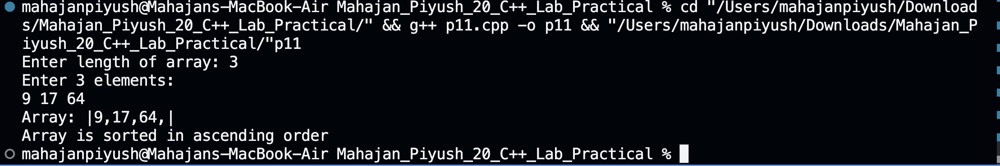 mahajanpiyush@Mahajans-MacBook-Air Mahajan_Piyush_20_C++_Lab_Practical % cd "/Users/mahajanpiyush/Download
s/Mahajan_Piyush_20_C++_Lab_Practical/" && g++ p11.cpp -o p11 && "/Users/mahajanpiyush/Downloads/Mahajan_P
iyush_20_C++_Lab_Practical/"p11
Enter length of array: 3
Enter 3 elements:
9 17 64
Array: |9,17,64,|
Array is sorted in ascending order
mahajanpiyush@Mahajans-MacBook-Air Mahajan_Piyush_20_C++_Lab_Practical %